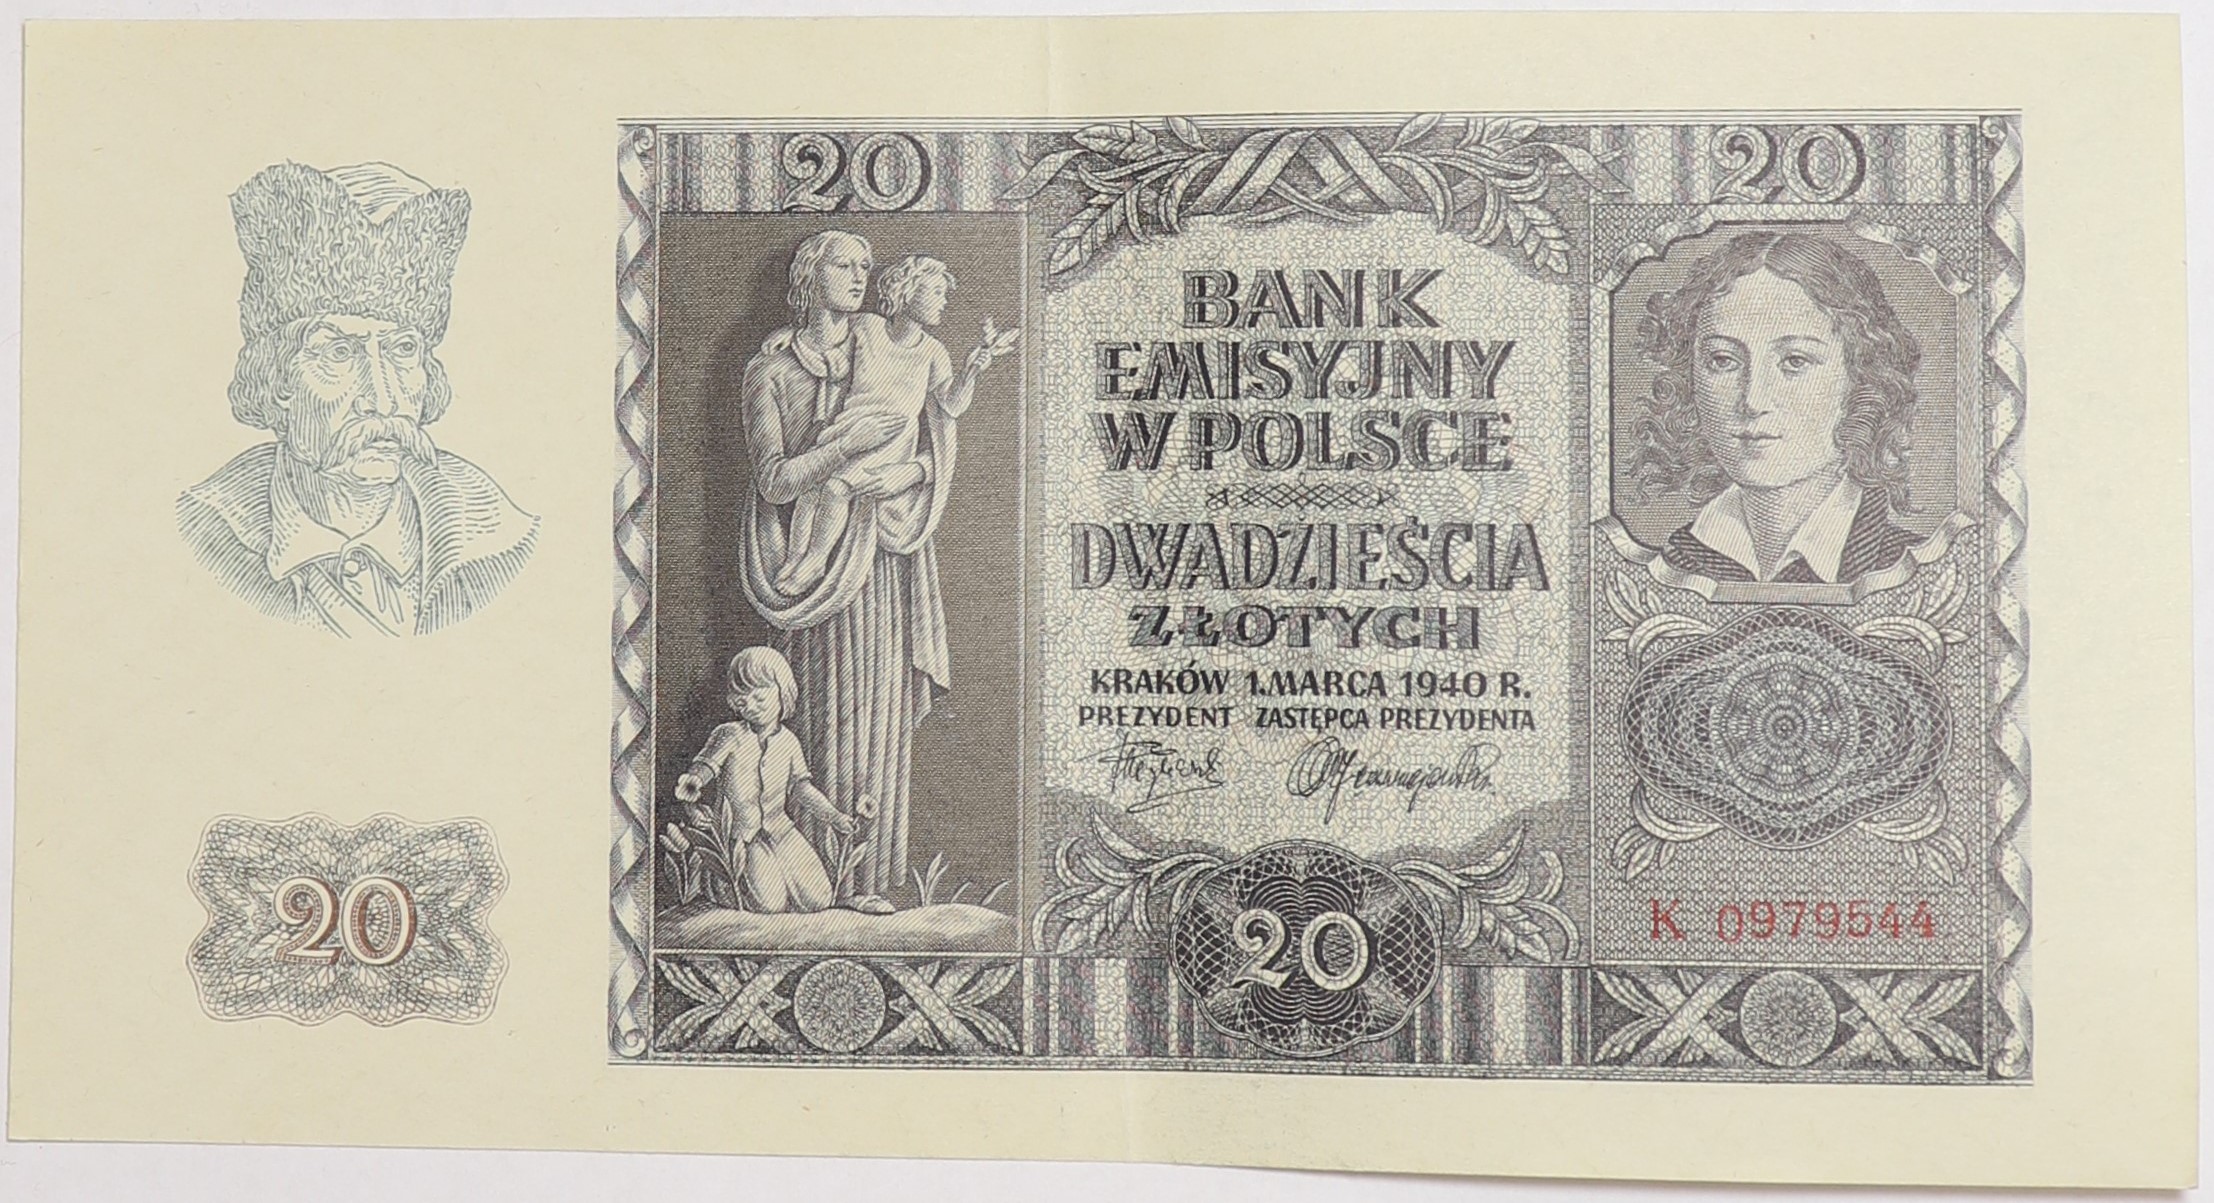 20
20
BANK
EMISYJNY
W POLSCE
DWADZIEŚCIA
ZŁOTYCH
KRAKÓW 1. MARCA 1940 R.
PREZYDENT ZASTĘPCA PREZYDENTA
20
20
K 0979544